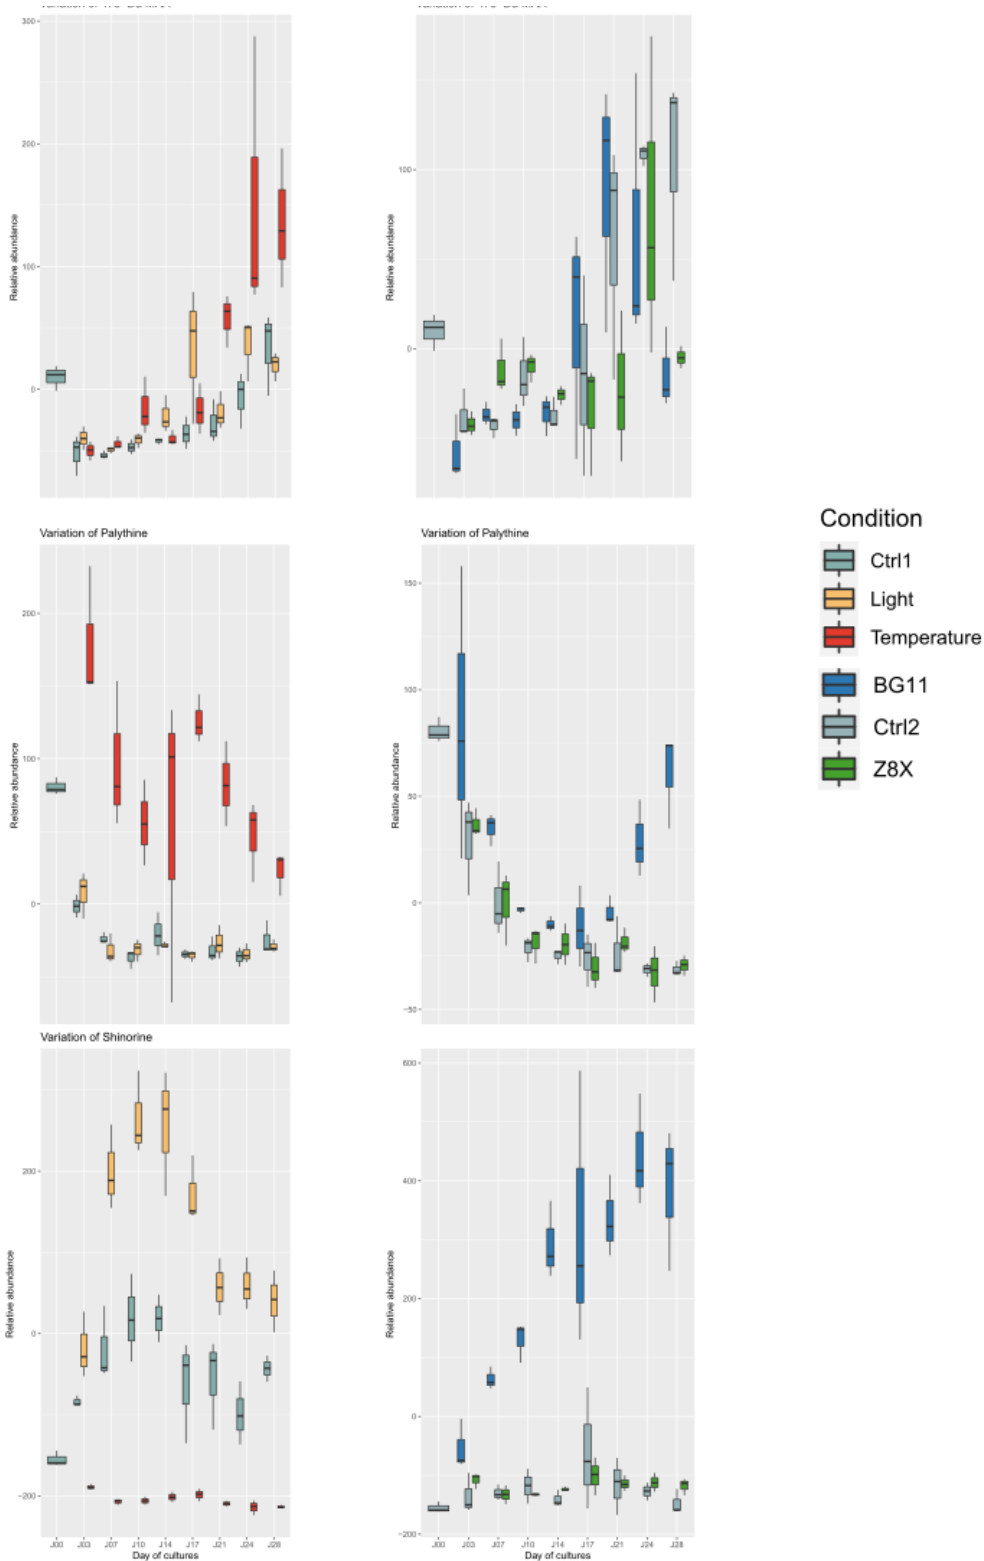 300
200
100
0
Relative abundance
100
0
Relative abundance
Variation of Palythine
200
100
0
Relative abundance
Variation of Palythine
150
100
50
0
−50
Relative abundance
Condition
Ctrl1
Light
Temperature
BG11
Ctrl2
Z8X
Variation of Shinorine
200
0
−200
Relative abundance
J00 J03 J07 J10 J14 J17 J21 J24 J28
Day of cultures
600
400
200
0
−200
Relative abundance
J00 J03 J07 J10 J14 J17 J21 J24 J28
Day of cultures